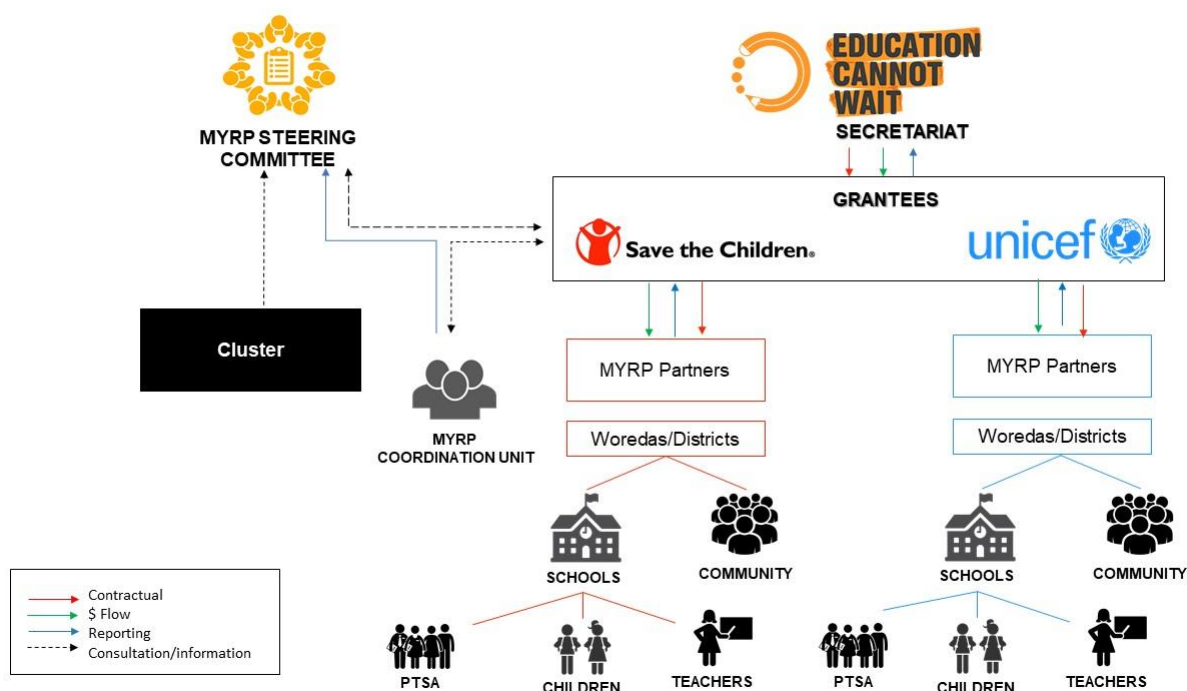 EDUCATION
CANNOT
WAIT
SECRETARIAT
MYRP STEERING
COMMITTEE
GRANTEES
Save the Children®
unicef
Cluster
MYRP
COORDINATION UNIT
MYRP Partners
MYRP Partners
Woredas/Districts
Woredas/Districts
SCHOOLS
COMMUNITY
SCHOOLS
COMMUNITY
PTSA
CHILDREN
TEACHERS
PTSA
CHILDREN
TEACHERS
Contractual
$ Flow
Reporting
Consultation/information